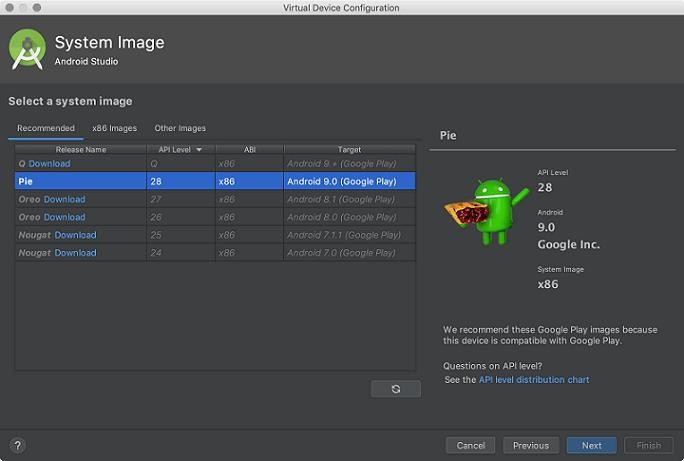 Virtual Device Configuration
System Image
Android Studio
Select a system image
Recommended x86 Images Other Images
Release Name API Level ABI Target
Q Download Q x86 Android 9.+ (Google Play)
Pie 28 x86 Android 9.0 (Google Play)
Oreo Download 27 x86 Android 8.1 (Google Play)
Oreo Download 26 x86 Android 8.0 (Google Play)
Nougat Download 25 x86 Android 7.1.1 (Google Play)
Nougat Download 24 x86 Android 7.0 (Google Play)
Pie
API Level
28
Android
9.0
Google Inc.
System Image
x86
We recommend these Google Play images because
this device is compatible with Google Play.
Questions on API level?
See the API level distribution chart
? Cancel Previous Next Finish